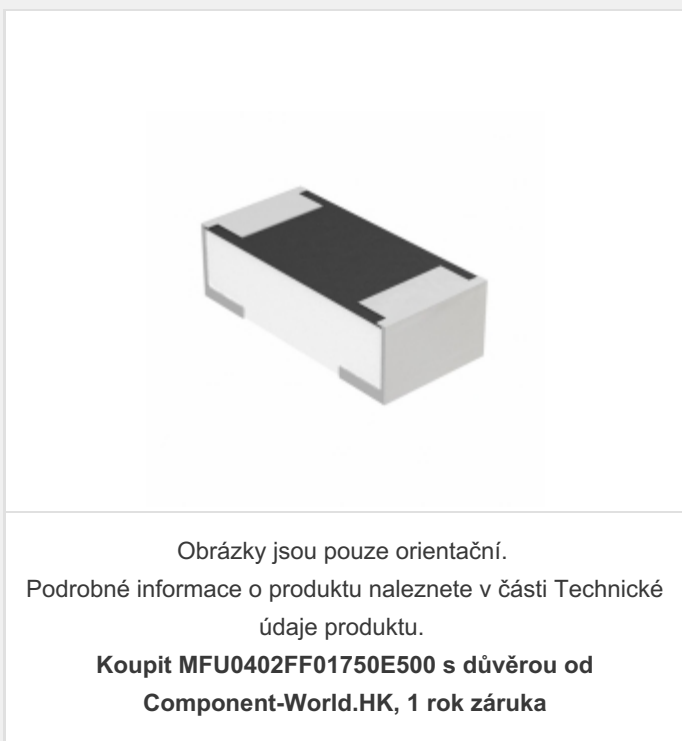 Obrázky jsou pouze orientační.
Podrobné informace o produktu naleznete v části Technické
údaje produktu.
Koupit MFU0402FF01750E500 s důvěrou od
Component-World.HK, 1 rok záruka